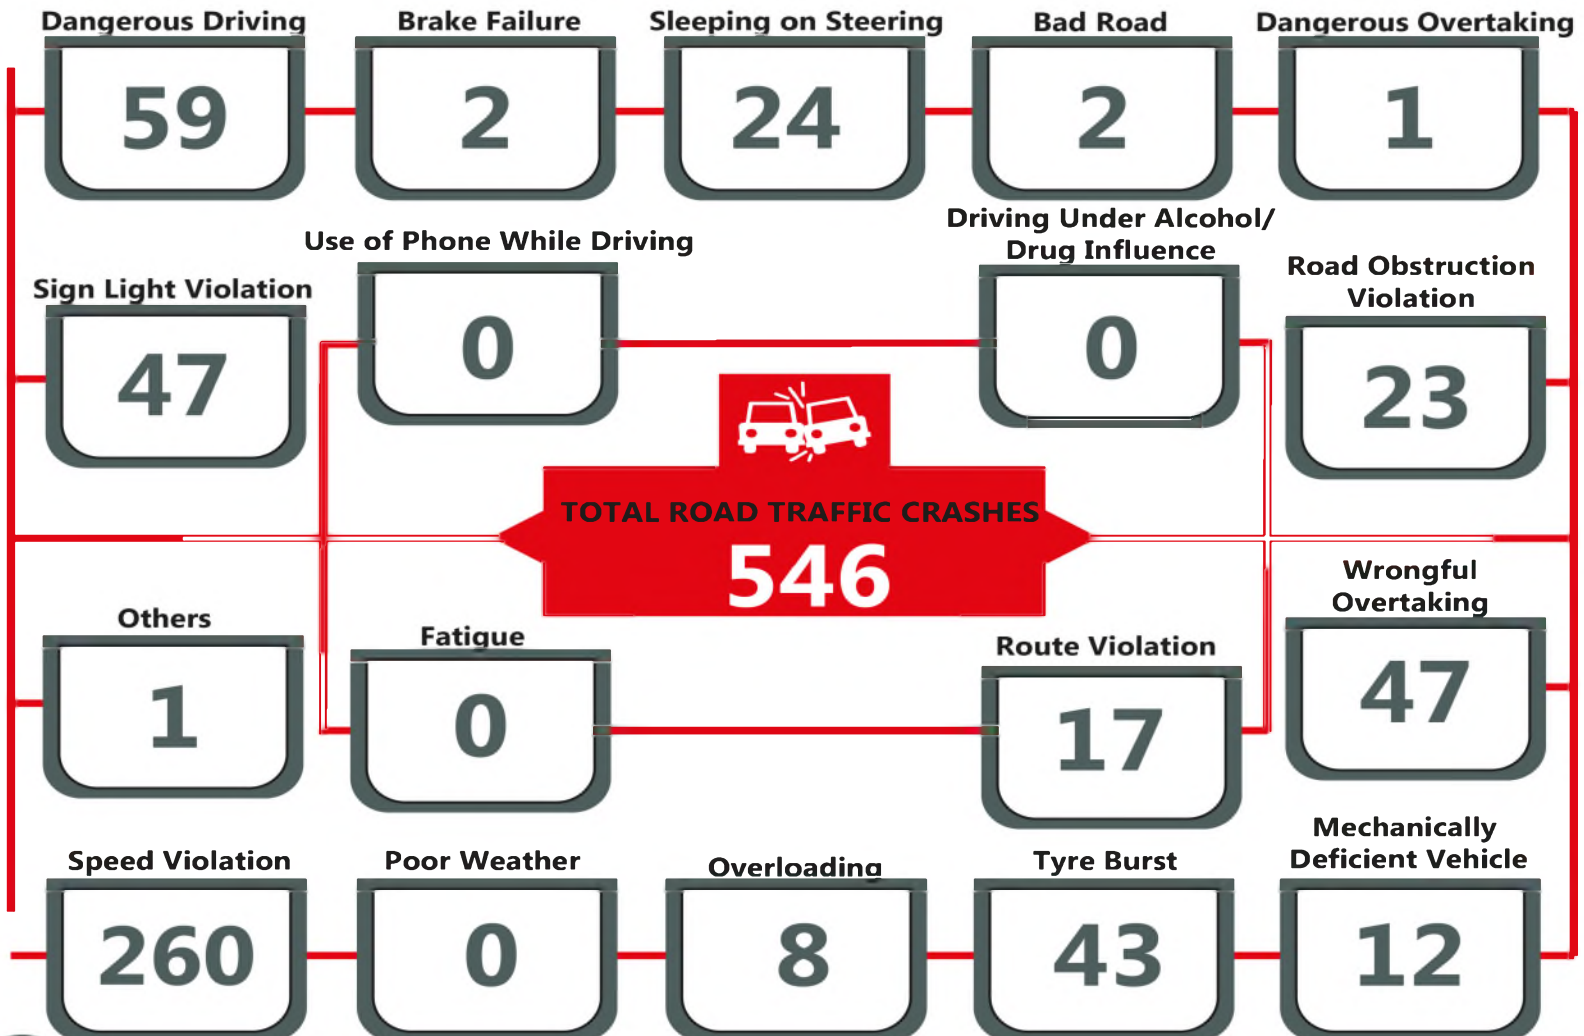 Dangerous Driving
59
Brake Failure
2
Sleeping on Steering
24
Bad Road
2
Dangerous Overtaking
1
Sign Light Violation
47
Use of Phone While Driving
0
Driving Under Alcohol/
Drug Influence
0
Road Obstruction
Violation
23
TOTAL ROAD TRAFFIC CRASHES
546
Others
1
Fatigue
0
Route Violation
17
Wrongful
Overtaking
47
Speed Violation
260
Poor Weather
0
Overloading
8
Tyre Burst
43
Mechanically
Deficient Vehicle
12